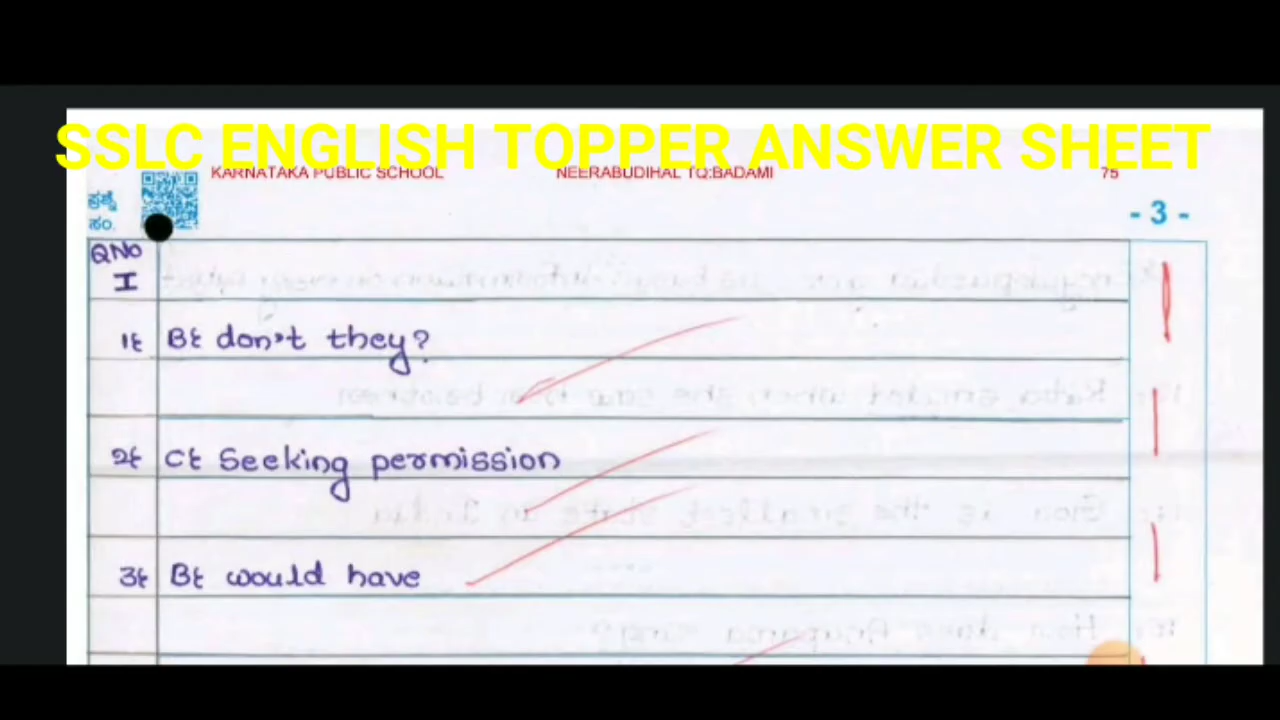 SSLC ENGLISH TOPPER ANSWER SHEET
KARNATAKA PUBLIC SCHOOL NEERABUDIHAL TQ:BADAMI 75
ಪ್ರಶ್ನೆ
ಸಂ.
- 3 -
QNo
I
1⟩ B⟩ don't they?
2⟩ C⟩ Seeking permission
3⟩ B⟩ would have